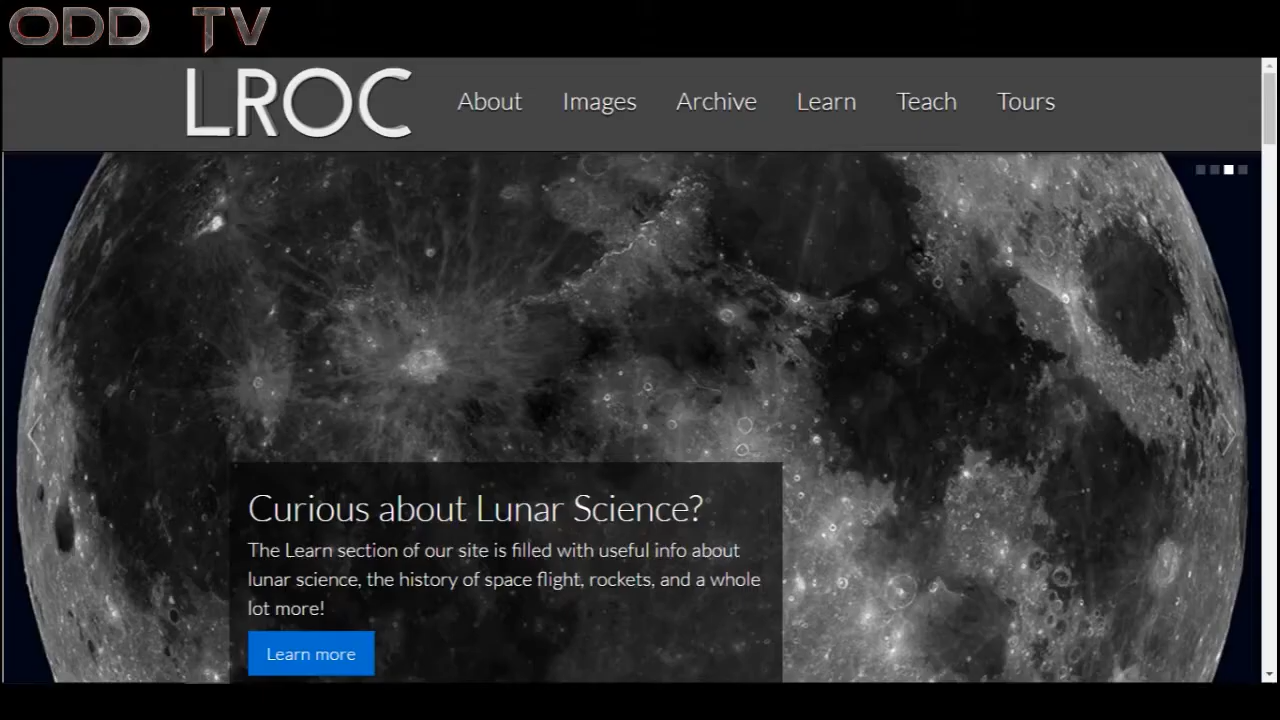 ODD TV
LROC About Images Archive Learn Teach Tours
Curious about Lunar Science?
The Learn section of our site is filled with useful info about
lunar science, the history of space flight, rockets, and a whole
lot more!
Learn more